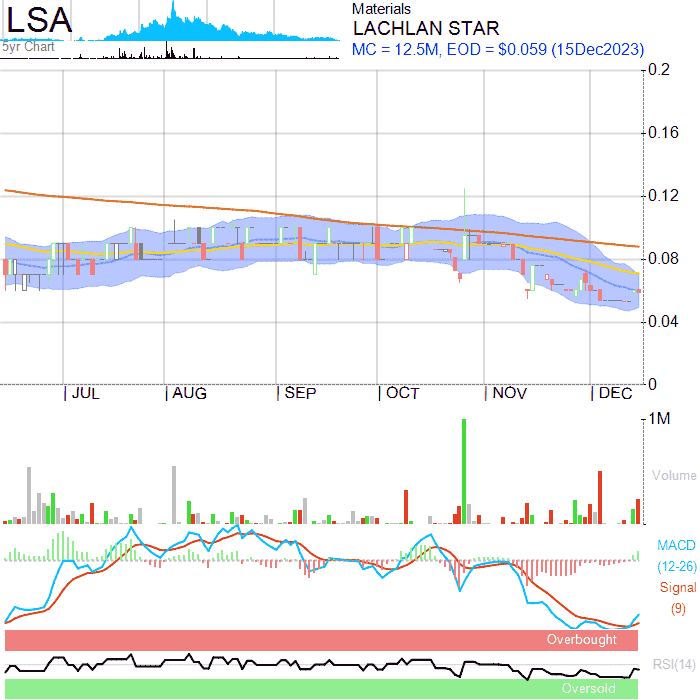 LSA
5yr Chart
Materials
LACHLAN STAR
MC = 12.5M, EOD = $0.059 (15Dec2023)
0.2
0.16
0.12
0.08
0.04
0
JUL AUG SEP OCT NOV DEC
1M
Volume
MACD
(12-26)
Signal
(9)
Overbought
RSI(14)
Oversold